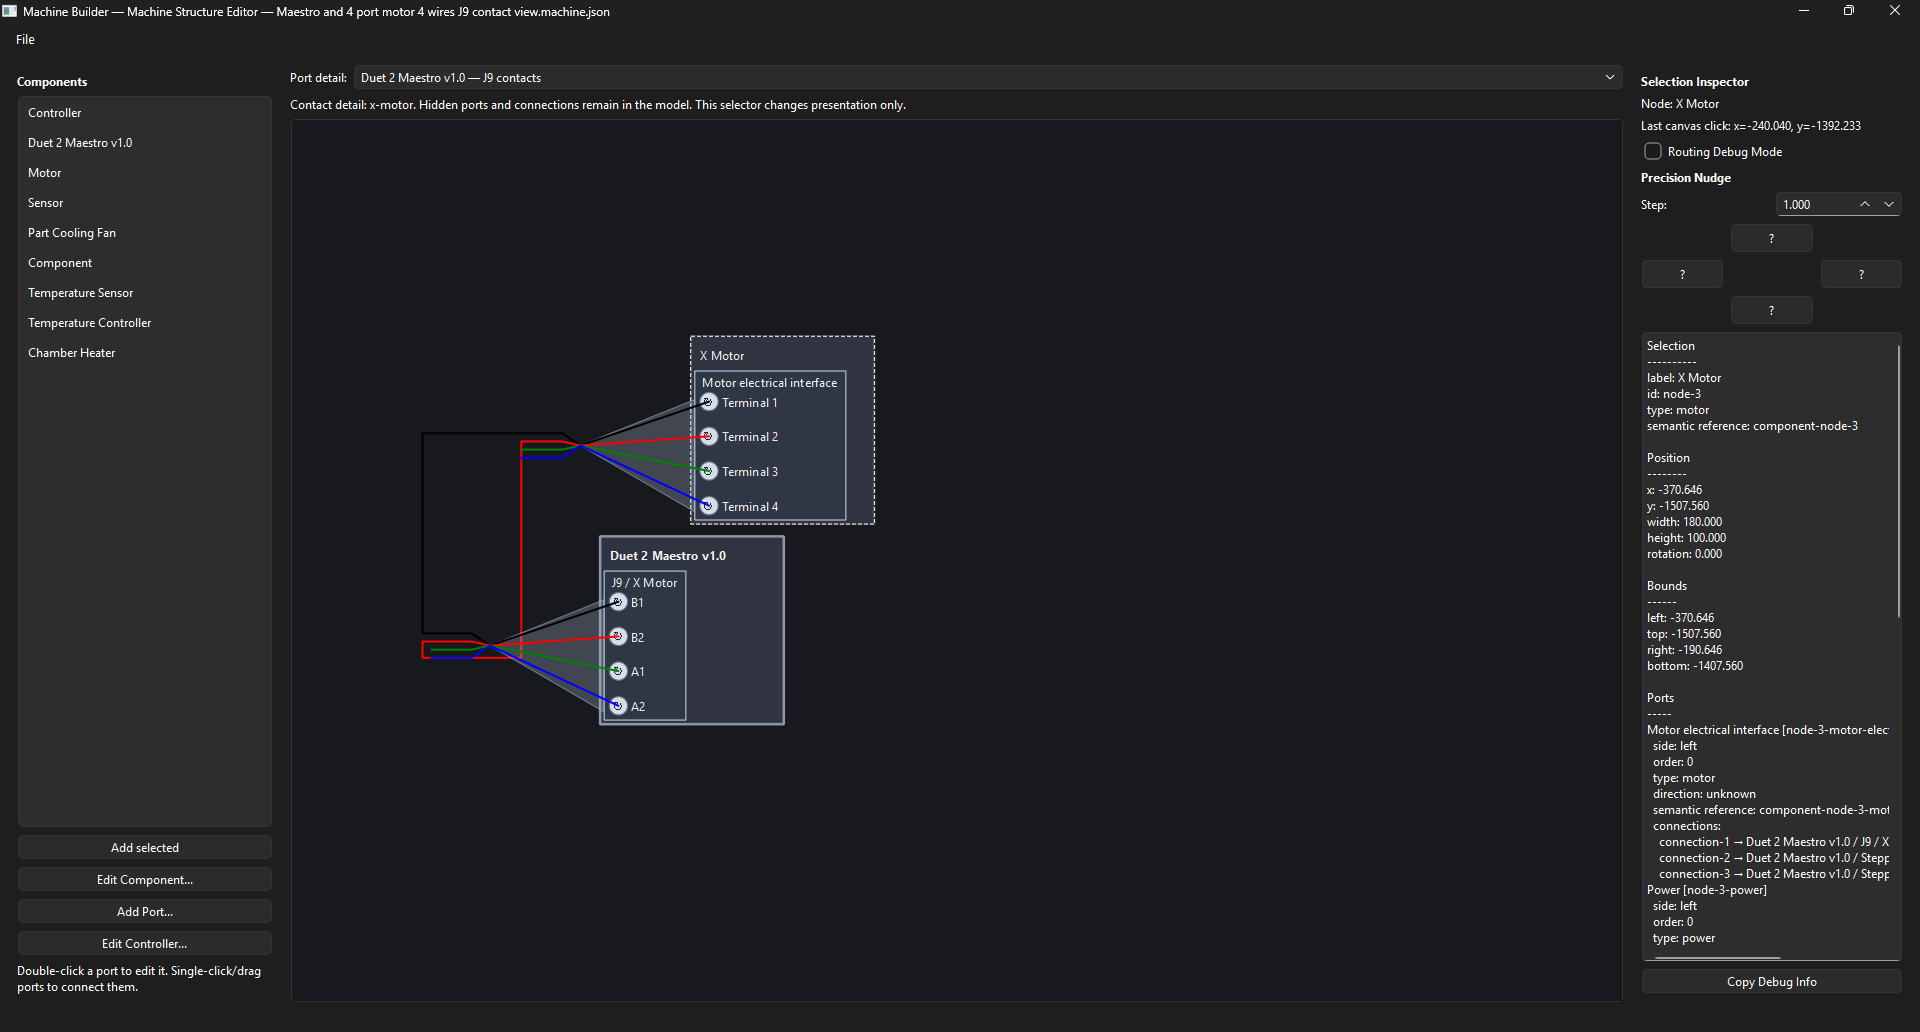 Machine Builder — Machine Structure Editor — Maestro and 4 port motor 4 wires J9 contact view.machine.json
File
Components
Controller
Duet 2 Maestro v1.0
Motor
Sensor
Part Cooling Fan
Component
Temperature Sensor
Temperature Controller
Chamber Heater
Add selected
Edit Component...
Add Port...
Edit Controller...
Double-click a port to edit it. Single-click/drag
ports to connect them.
Port detail: Duet 2 Maestro v1.0 — J9 contacts
Contact detail: x-motor. Hidden ports and connections remain in the model. This selector changes presentation only.
X Motor
Motor electrical interface
Terminal 1
Terminal 2
Terminal 3
Terminal 4
Duet 2 Maestro v1.0
J9 / X Motor
B1
B2
A1
A2
Selection Inspector
Node: X Motor
Last canvas click: x=-240.040, y=-1392.233
Routing Debug Mode
Precision Nudge
Step: 1.000
?
? ?
?
Selection
----------
label: X Motor
id: node-3
type: motor
semantic reference: component-node-3
Position
--------
x: -370.646
y: -1507.560
width: 180.000
height: 100.000
rotation: 0.000
Bounds
------
left: -370.646
top: -1507.560
right: -190.646
bottom: -1407.560
Ports
-----
Motor electrical interface [node-3-motor-elec
side: left
order: 0
type: motor
direction: unknown
semantic reference: component-node-3-mot
connections:
connection-1 → Duet 2 Maestro v1.0 / J9 / X
connection-2 → Duet 2 Maestro v1.0 / Stepp
connection-3 → Duet 2 Maestro v1.0 / Stepp
Power [node-3-power]
side: left
order: 0
type: power
Copy Debug Info